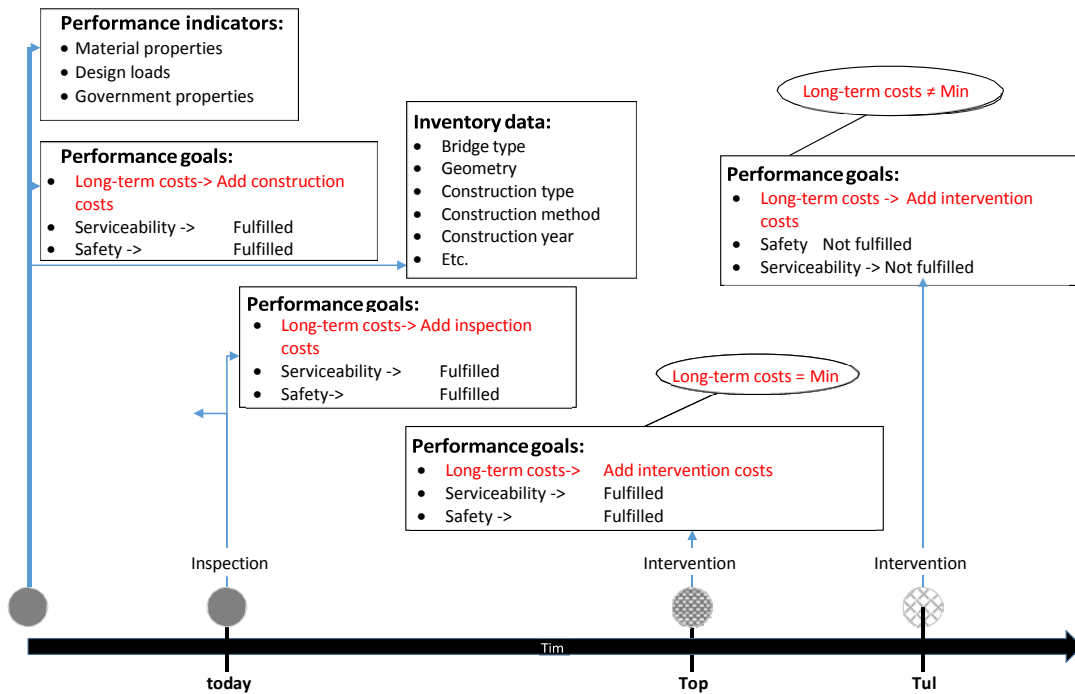 Performance indicators:
• Material properties
• Design loads
• Government properties
Performance goals:
• Long-term costs-> Add construction
costs
• Serviceability -> Fulfilled
• Safety -> Fulfilled
Inventory data:
• Bridge type
• Geometry
• Construction type
• Construction method
• Construction year
• Etc.
Long-term costs ≠ Min
Performance goals:
• Long-term costs -> Add intervention
costs
• Safety Not fulfilled
• Serviceability -> Not fulfilled
Performance goals:
• Long-term costs-> Add inspection
costs
• Serviceability -> Fulfilled
• Safety-> Fulfilled
Long-term costs = Min
Performance goals:
• Long-term costs-> Add intervention costs
• Serviceability -> Fulfilled
• Safety -> Fulfilled
Inspection
Intervention
Intervention
Tim
today
Top
Tul